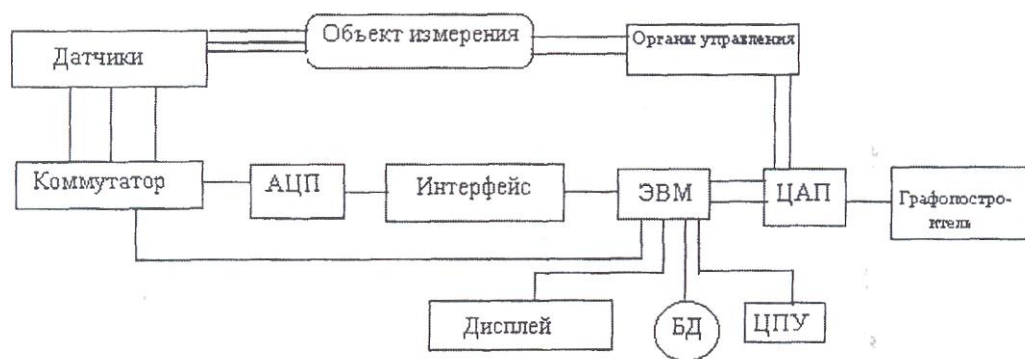 Объект измерения
Органы управления
Датчики
Коммутатор
АЦП
Интерфейс
ЭВМ
ЦАП
Графопостро-
итель
Дисплей
БД
ЦПУ